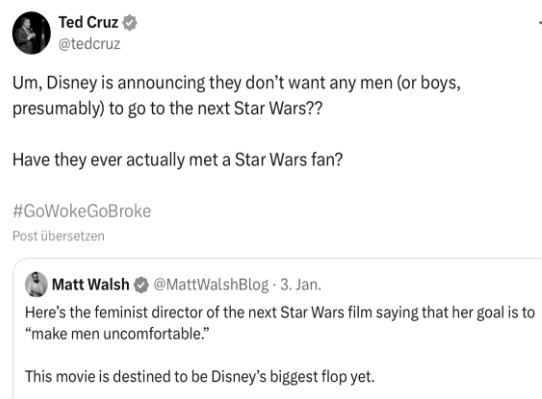 Ted Cruz
@tedcruz
Um, Disney is announcing they don't want any men (or boys,
presumably) to go to the next Star Wars??
Have they ever actually met a Star Wars fan?
#GoWokeGoBroke
Post übersetzen
Matt Walsh @MattWalshBlog · 3. Jan.
Here's the feminist director of the next Star Wars film saying that her goal is to
“make men uncomfortable.”
This movie is destined to be Disney's biggest flop yet.